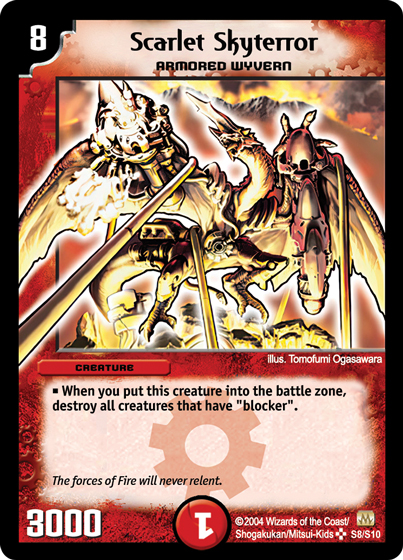 8
Scarlet Skyterror
ARMORED WYVERN
illus. Tomofumi Ogasawara
CREATURE
▪ When you put this creature into the battle zone,
destroy all creatures that have "blocker".
The forces of Fire will never relent.
3000
1
©2004 Wizards of the Coast/
Shogakukan/Mitsui-Kids S8/S10